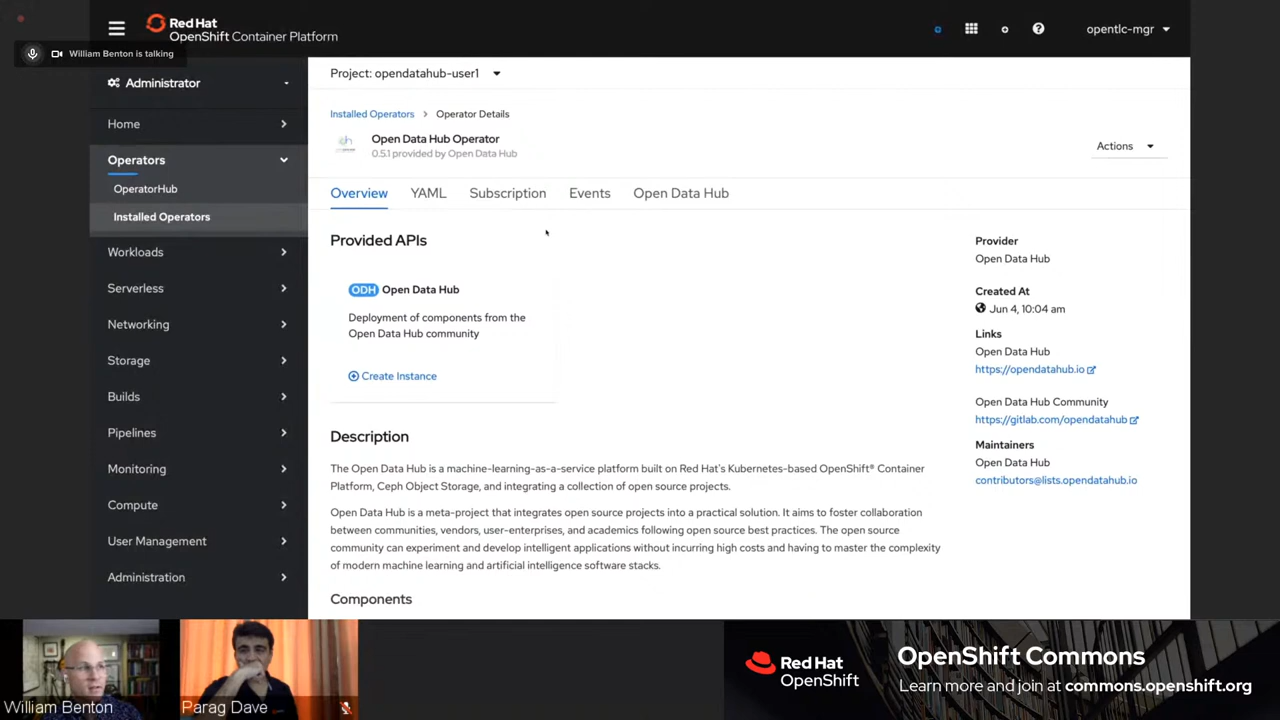 Red Hat
OpenShift Container Platform
opentlc-mgr
William Benton is talking
Administrator
Home
Operators
OperatorHub
Installed Operators
Workloads
Serverless
Networking
Storage
Builds
Pipelines
Monitoring
Compute
User Management
Administration
Project: opendatahub-user1
Installed Operators > Operator Details
Open Data Hub Operator
0.5.1 provided by Open Data Hub
Actions
Overview YAML Subscription Events Open Data Hub
Provided APIs
ODH Open Data Hub
Deployment of components from the
Open Data Hub community
Create Instance
Description
The Open Data Hub is a machine-learning-as-a-service platform built on Red Hat's Kubernetes-based OpenShift® Container
Platform, Ceph Object Storage, and integrating a collection of open source projects.
Open Data Hub is a meta-project that integrates open source projects into a practical solution. It aims to foster collaboration
between communities, vendors, user-enterprises, and academics following open source best practices. The open source
community can experiment and develop intelligent applications without incurring high costs and having to master the complexity
of modern machine learning and artificial intelligence software stacks.
Components
Provider
Open Data Hub
Created At
Jun 4, 10:04 am
Links
Open Data Hub
https://opendatahub.io
Open Data Hub Community
https://gitlab.com/opendatahub
Maintainers
Open Data Hub
contributors@lists.opendatahub.io
William Benton
Parag Dave
Red Hat
OpenShift
OpenShift Commons
Learn more and join at commons.openshift.org